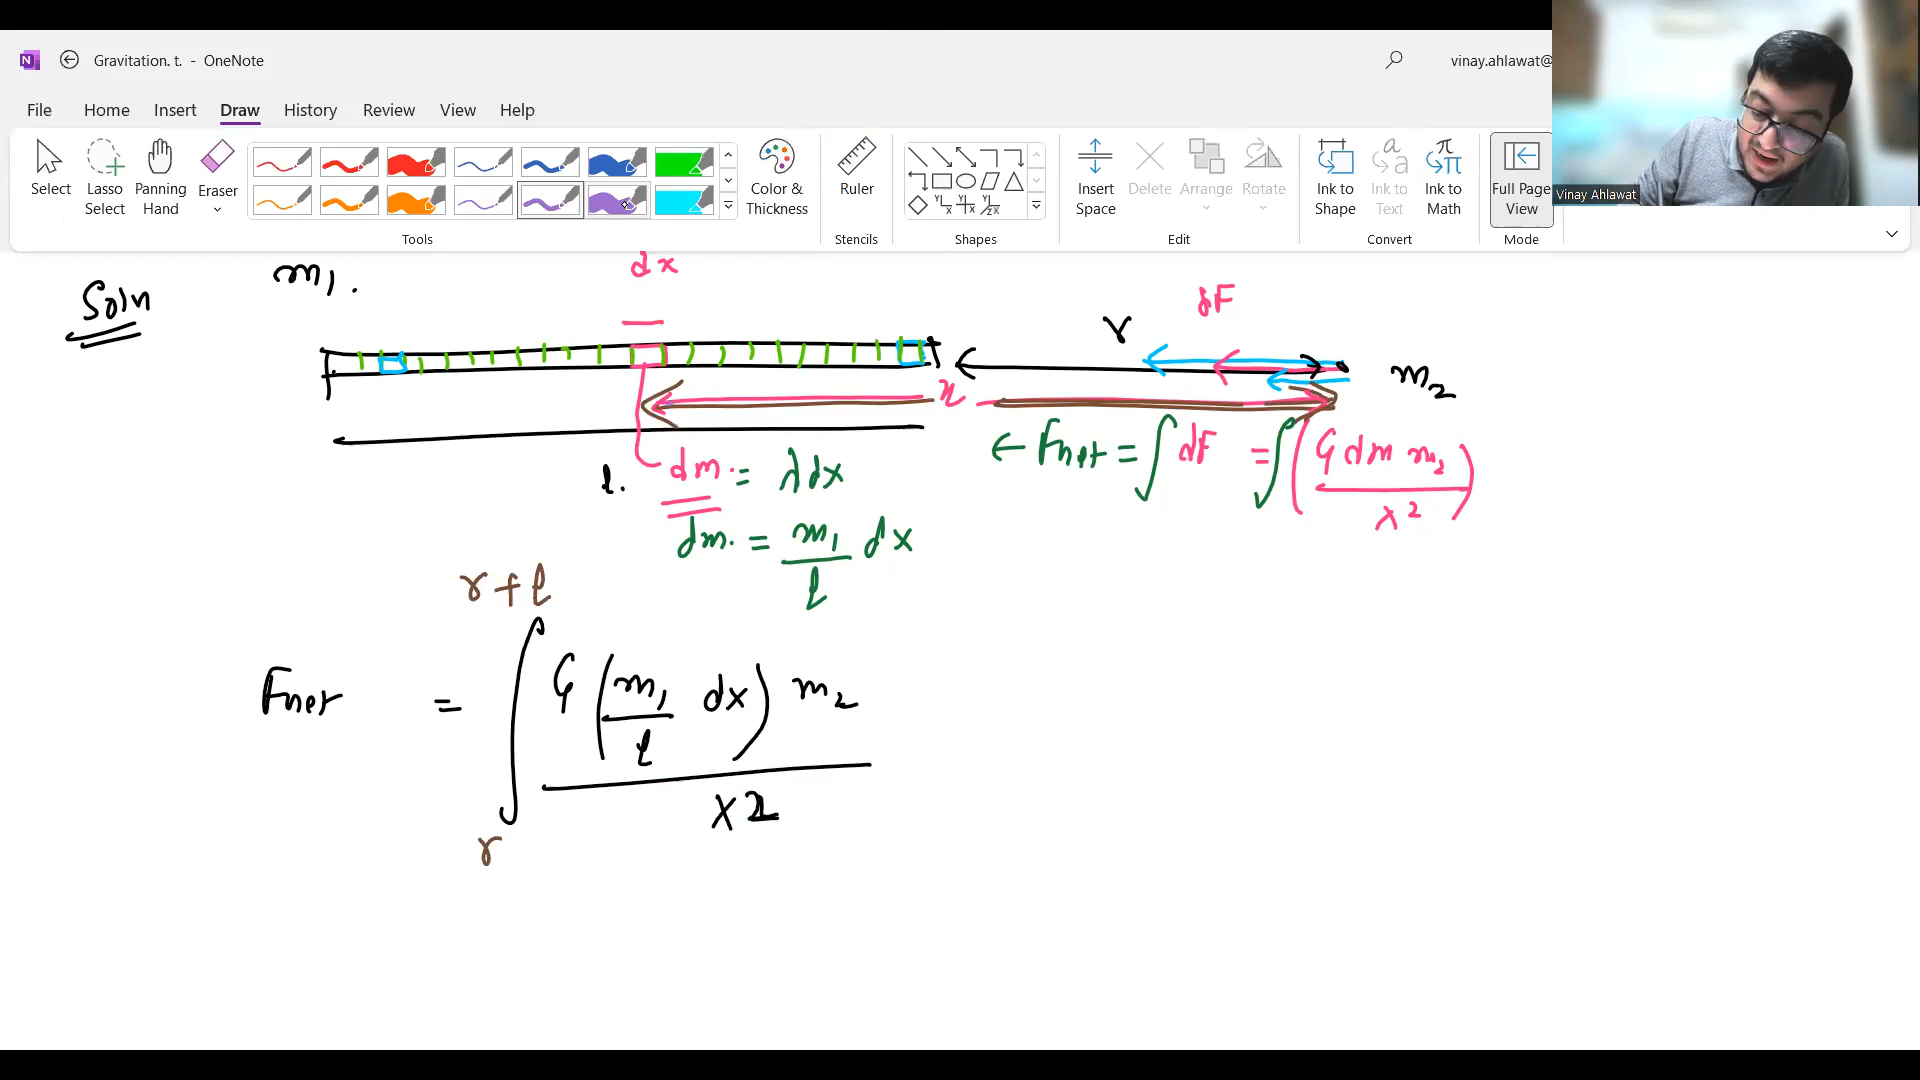 Gravitation. t. - OneNote
vinay.ahlawat@
File Home Insert Draw History Review View Help
Select
Lasso Select
Panning Hand
Eraser
Color & Thickness
Ruler
Insert Space
Delete
Arrange
Rotate
Ink to Shape
Ink to Text
Ink to Math
Full Page View
Tools
Stencils
Shapes
Edit
Convert
Mode
Vinay Ahlawat
Soln
m₁.
dx
r
dF
m₂
x
l.
dm. = λdx
← Fnet = ∫ dF = ∫ (G dm m₂ / x²)
dm. = m₁/l dx
r+l
Fnet = ∫ G (m₁/l dx) m₂ / x²
r